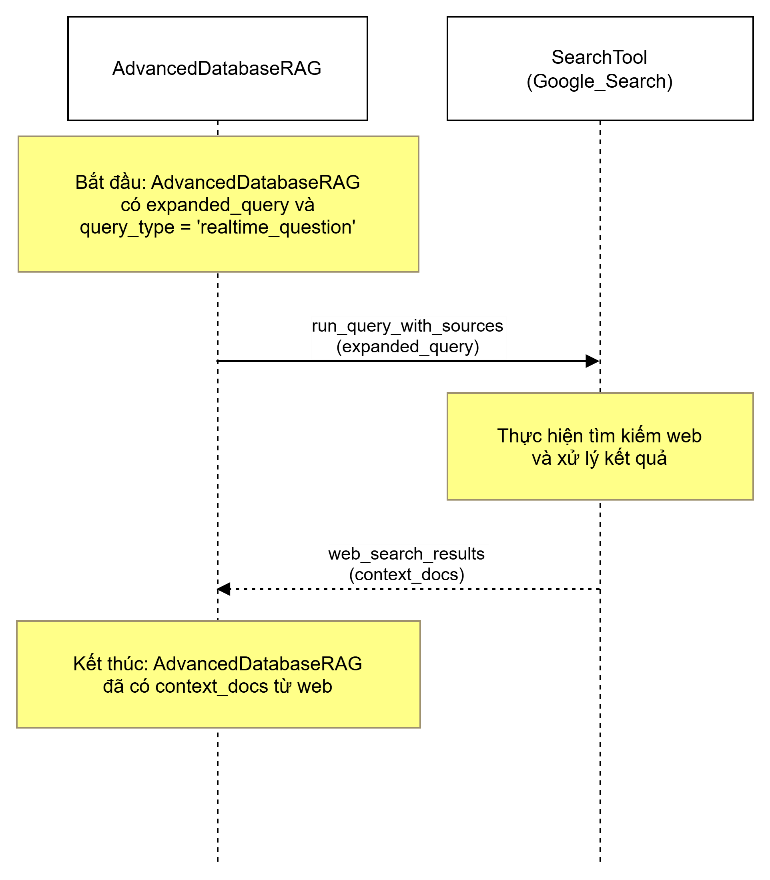 AdvancedDatabaseRAG
SearchTool
(Google_Search)
Bắt đầu: AdvancedDatabaseRAG
có expanded_query và
query_type = 'realtime_question'
run_query_with_sources
(expanded_query)
Thực hiện tìm kiếm web
và xử lý kết quả
web_search_results
(context_docs)
Kết thúc: AdvancedDatabaseRAG
đã có context_docs từ web